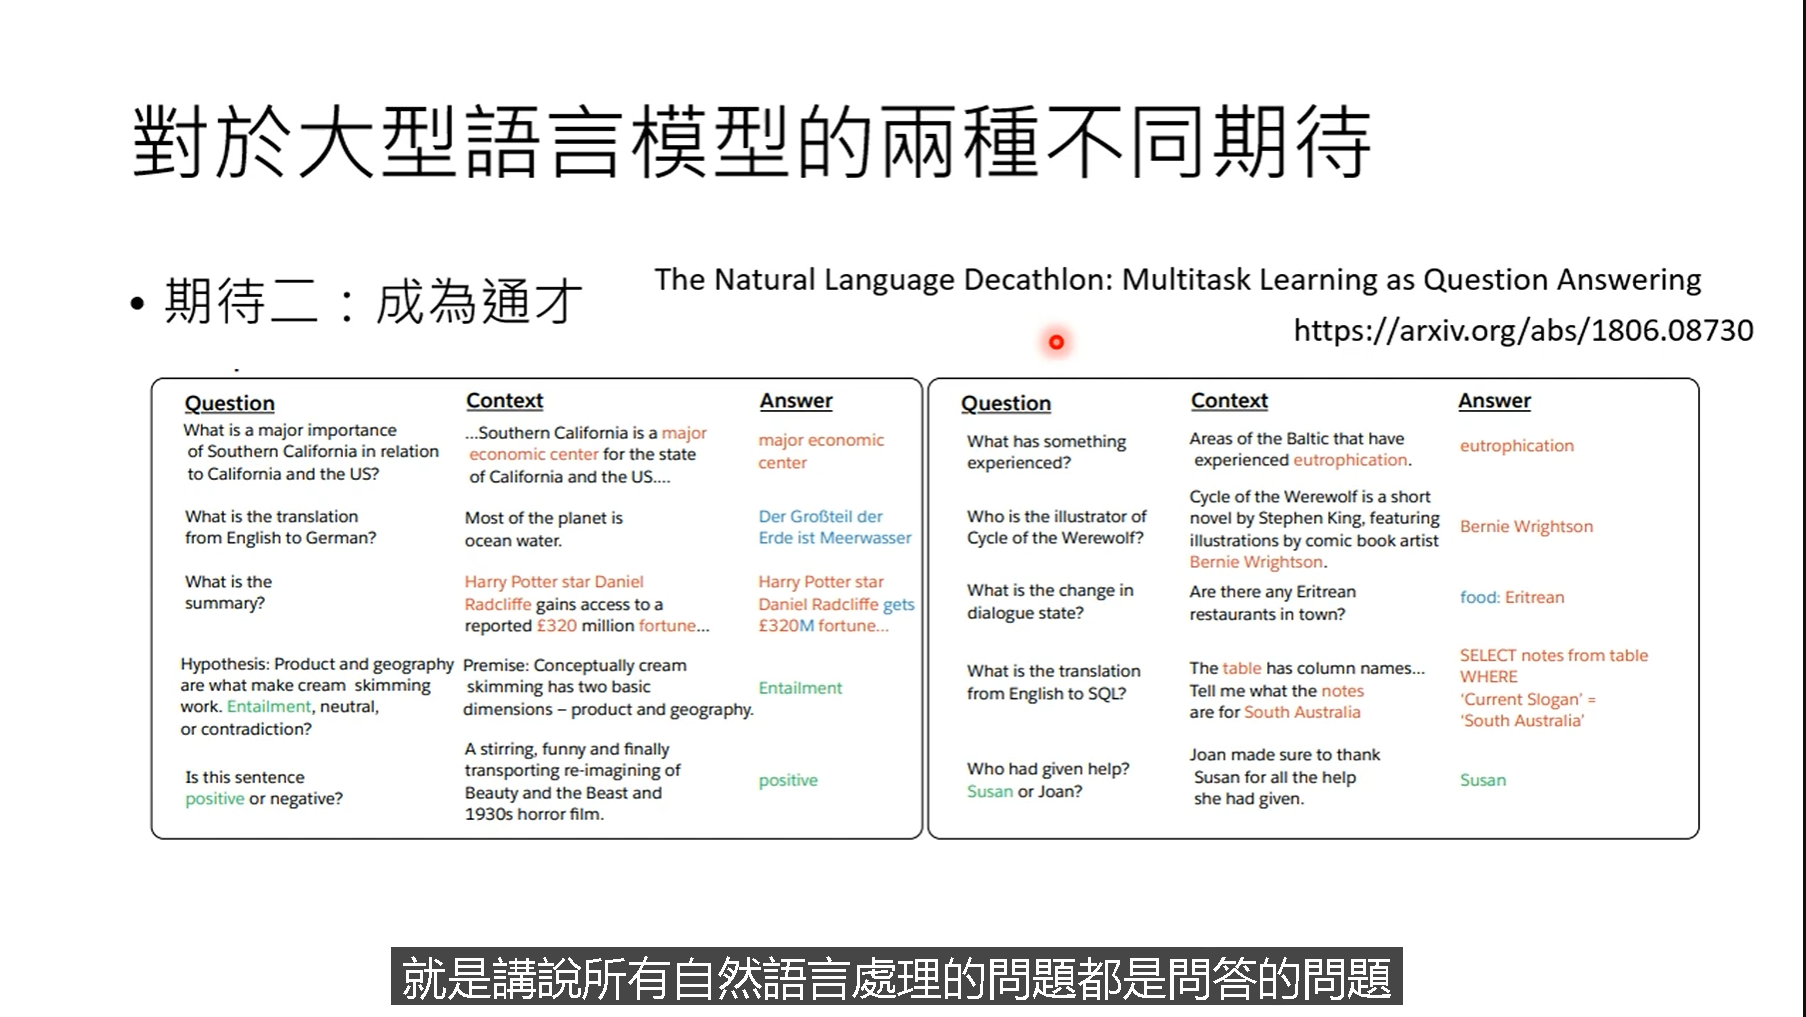 對於大型語言模型的兩種不同期待
• 期待二：成為通才
The Natural Language Decathlon: Multitask Learning as Question Answering
https://arxiv.org/abs/1806.08730
Question
Context
Answer
What is a major importance
of Southern California in relation
to California and the US?
...Southern California is a major
economic center for the state
of California and the US....
major economic
center
What is the translation
from English to German?
Most of the planet is
ocean water.
Der Großteil der
Erde ist Meerwasser
What is the
summary?
Harry Potter star Daniel
Radcliffe gains access to a
reported £320 million fortune...
Harry Potter star
Daniel Radcliffe gets
£320M fortune...
Hypothesis: Product and geography
are what make cream skimming
work. Entailment, neutral,
or contradiction?
Premise: Conceptually cream
skimming has two basic
dimensions – product and geography.
Entailment
Is this sentence
positive or negative?
A stirring, funny and finally
transporting re-imagining of
Beauty and the Beast and
1930s horror film.
positive
Question
Context
Answer
What has something
experienced?
Areas of the Baltic that have
experienced eutrophication.
eutrophication
Who is the illustrator of
Cycle of the Werewolf?
Cycle of the Werewolf is a short
novel by Stephen King, featuring
illustrations by comic book artist
Bernie Wrightson.
Bernie Wrightson
What is the change in
dialogue state?
Are there any Eritrean
restaurants in town?
food: Eritrean
What is the translation
from English to SQL?
The table has column names...
Tell me what the notes
are for South Australia
SELECT notes from table
WHERE
‘Current Slogan’ =
‘South Australia’
Who had given help?
Susan or Joan?
Joan made sure to thank
Susan for all the help
she had given.
Susan
就是講說所有自然語言處理的問題都是問答的問題